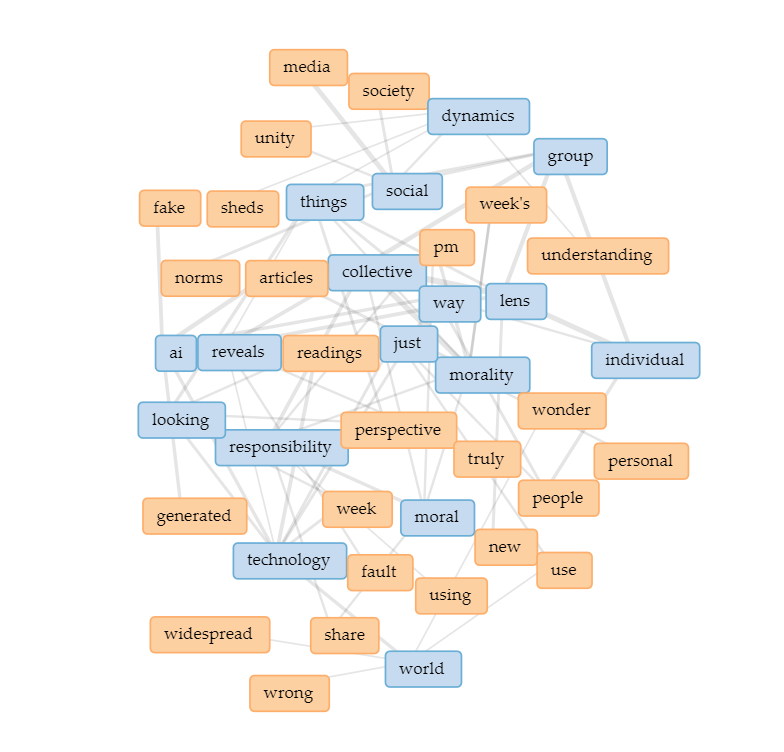 media
society
dynamics
unity
group
social
things
fake
sheds
week's
pm
understanding
collective
norms
articles
way
lens
just
ai
reveals
readings
individual
morality
wonder
looking
perspective
responsibility
truly
personal
people
week
generated
moral
new
technology
fault
use
using
widespread
share
world
wrong